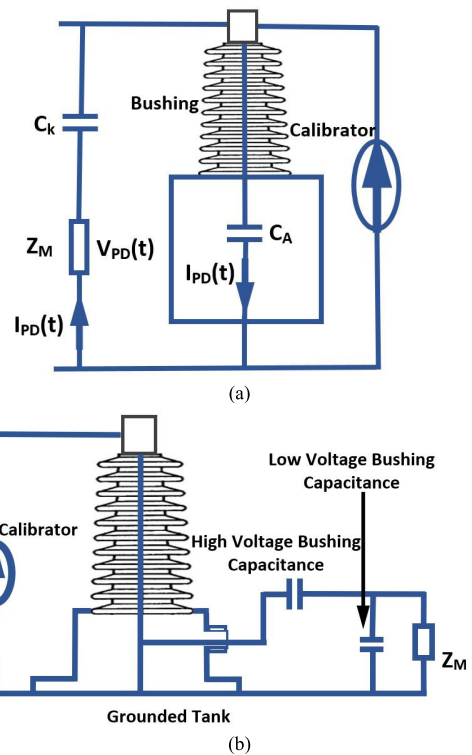 Bushing
C_k
Calibrator
Z_M V_PD(t)
C_A
I_PD(t)
I_PD(t)
(a)
Low Voltage Bushing
Capacitance
Calibrator
High Voltage Bushing
Capacitance
Z_M
Grounded Tank
(b)